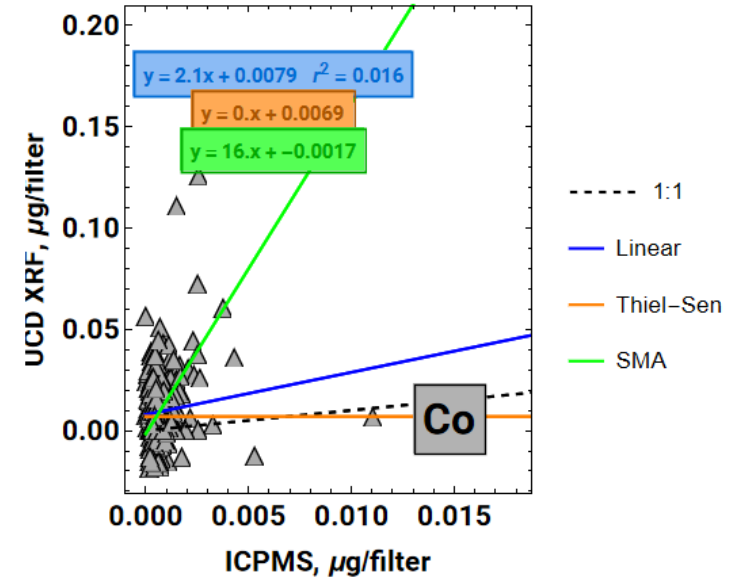 0.20
y = 2.1x + 0.0079 r² = 0.016
y = 0.x + 0.0069
0.15
y = 16.x + −0.0017
0.10
0.05
0.00
UCD XRF, µg/filter
Co
0.000 0.005 0.010 0.015
ICPMS, µg/filter
1:1
Linear
Thiel−Sen
SMA